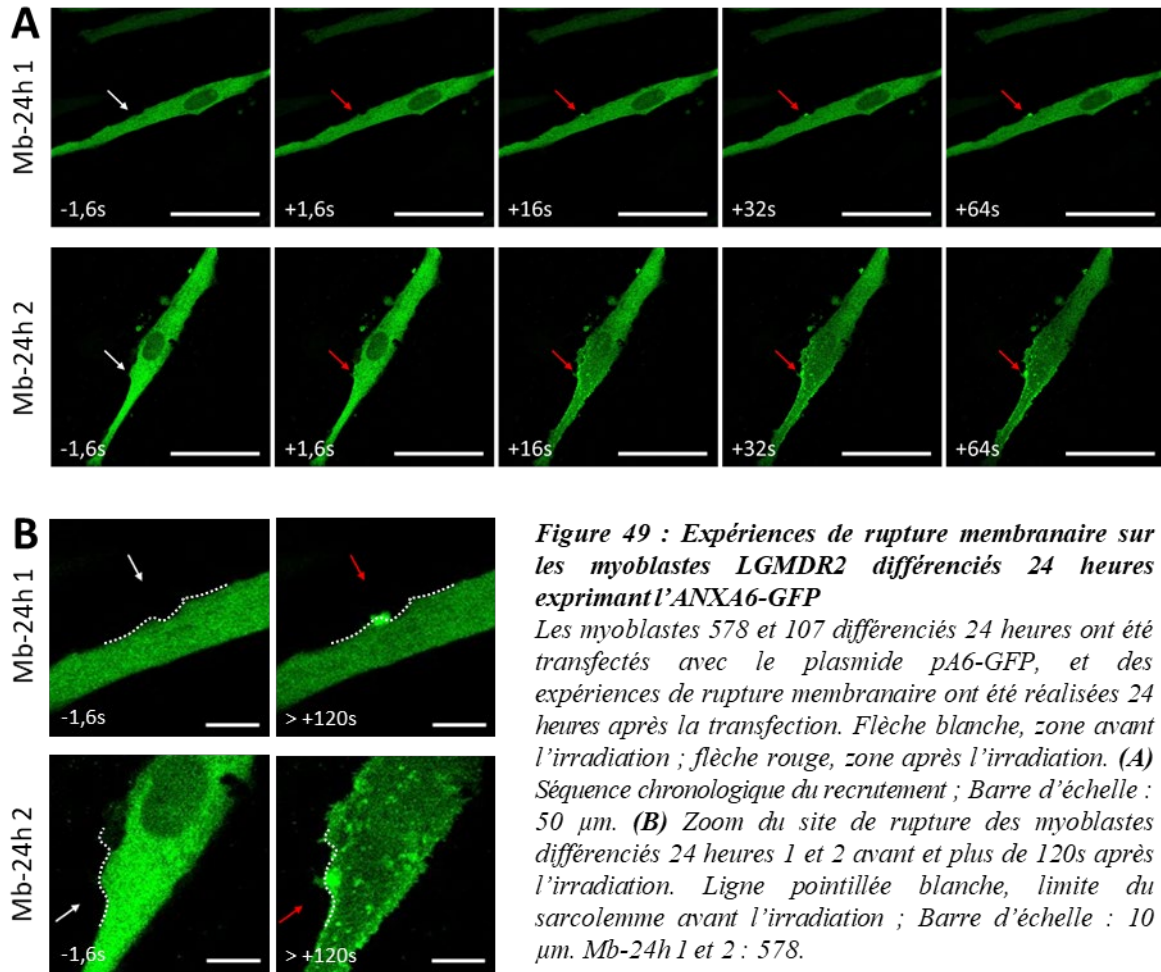 A
Mb-24h 1
-1,6s
+1,6s
+16s
+32s
+64s
Mb-24h 2
-1,6s
+1,6s
+16s
+32s
+64s
B
Mb-24h 1
-1,6s
> +120s
Mb-24h 2
-1,6s
> +120s
Figure 49 : Expériences de rupture membranaire sur
les myoblastes LGMDR2 différenciés 24 heures
exprimant l’ANXA6-GFP
Les myoblastes 578 et 107 différenciés 24 heures ont été
transfectés avec le plasmide pA6-GFP, et des
expériences de rupture membranaire ont été réalisées 24
heures après la transfection. Flèche blanche, zone avant
l’irradiation ; flèche rouge, zone après l’irradiation. (A)
Séquence chronologique du recrutement ; Barre d’échelle :
50 µm. (B) Zoom du site de rupture des myoblastes
différenciés 24 heures 1 et 2 avant et plus de 120s après
l’irradiation. Ligne pointillée blanche, limite du
sarcolemme avant l’irradiation ; Barre d’échelle : 10
µm. Mb-24h 1 et 2 : 578.